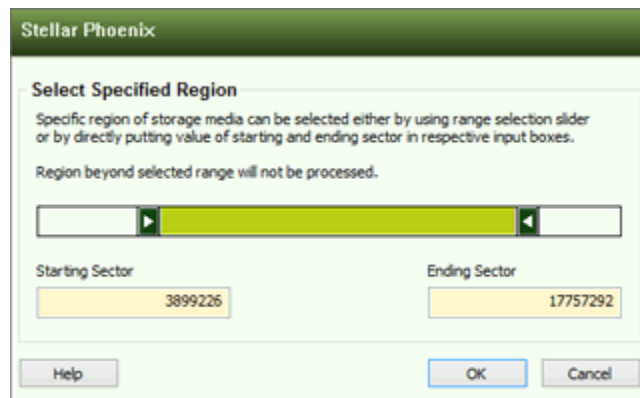 Stellar Phoenix
Select Specified Region
Specific region of storage media can be selected either by using range selection slider
or by directly putting value of starting and ending sector in respective input boxes.
Region beyond selected range will not be processed.
Starting Sector
Ending Sector
3899226
17757292
Help
OK
Cancel